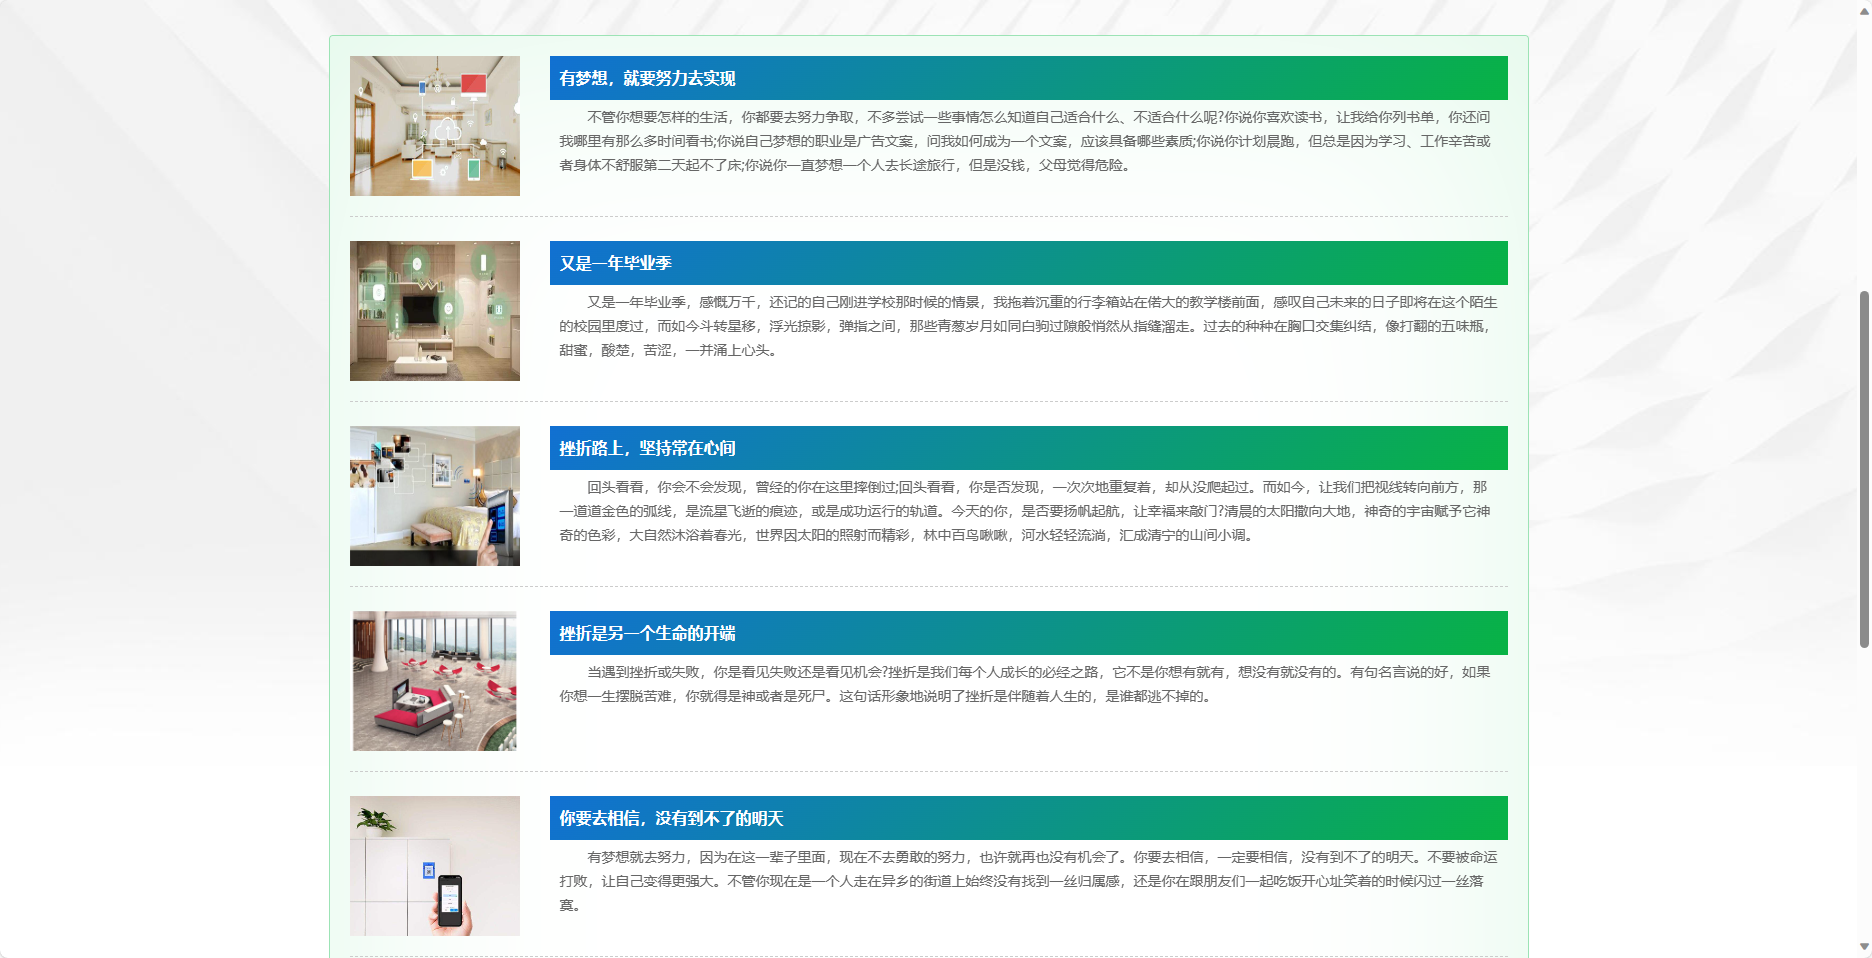 有梦想，就要努力去实现
不管你想要怎样的生活，你都要去努力争取，不多尝试一些事情怎么知道自己适合什么、不适合什么呢?你说你喜欢读书，让我给你列书单，你还问
我哪里有那么多时间看书;你说自己梦想的职业是广告文案，问我如何成为一个文案，应该具备哪些素质;你说你计划晨跑，但总是因为学习、工作辛苦或
者身体不舒服第二天起不了床;你说你一直梦想一个人去长途旅行，但是没钱，父母觉得危险。
又是一年毕业季
又是一年毕业季，感慨万千，还记的自己刚进学校那时候的情景，我拖着沉重的行李箱站在偌大的教学楼前面，感叹自己未来的日子即将在这个陌生
的校园里度过，而如今斗转星移，浮光掠影，弹指之间，那些青葱岁月如同白驹过隙般悄然从指缝溜走。过去的种种在胸口交集纠结，像打翻的五味瓶，
甜蜜，酸楚，苦涩，一并涌上心头。
挫折路上，坚持常在心间
回头看看，你会不会发现，曾经的你在这里摔倒过;回头看看，你是否发现，一次次地重复着，却从没爬起过。而如今，让我们把视线转向前方，那
一道道金色的弧线，是流星飞逝的痕迹，或是成功运行的轨道。今天的你，是否要扬帆起航，让幸福来敲门?清晨的太阳撒向大地，神奇的宇宙赋予它神
奇的色彩，大自然沐浴着春光，世界因太阳的照射而精彩，林中百鸟啾啾，河水轻轻流淌，汇成清宁的山间小调。
挫折是另一个生命的开端
当遇到挫折或失败，你是看见失败还是看见机会?挫折是我们每个人成长的必经之路，它不是你想有就有，想没有就没有的。有句名言说的好，如果
你想一生摆脱苦难，你就得是神或者是死尸。这句话形象地说明了挫折是伴随着人生的，是谁都逃不掉的。
你要去相信，没有到不了的明天
有梦想就去努力，因为在这一辈子里面，现在不去勇敢的努力，也许就再也没有机会了。你要去相信，一定要相信，没有到不了的明天。不要被命运
打败，让自己变得更强大。不管你现在是一个人走在异乡的街道上始终没有找到一丝归属感，还是你在跟朋友们一起吃饭开心址笑着的时候闪过一丝落
寞。